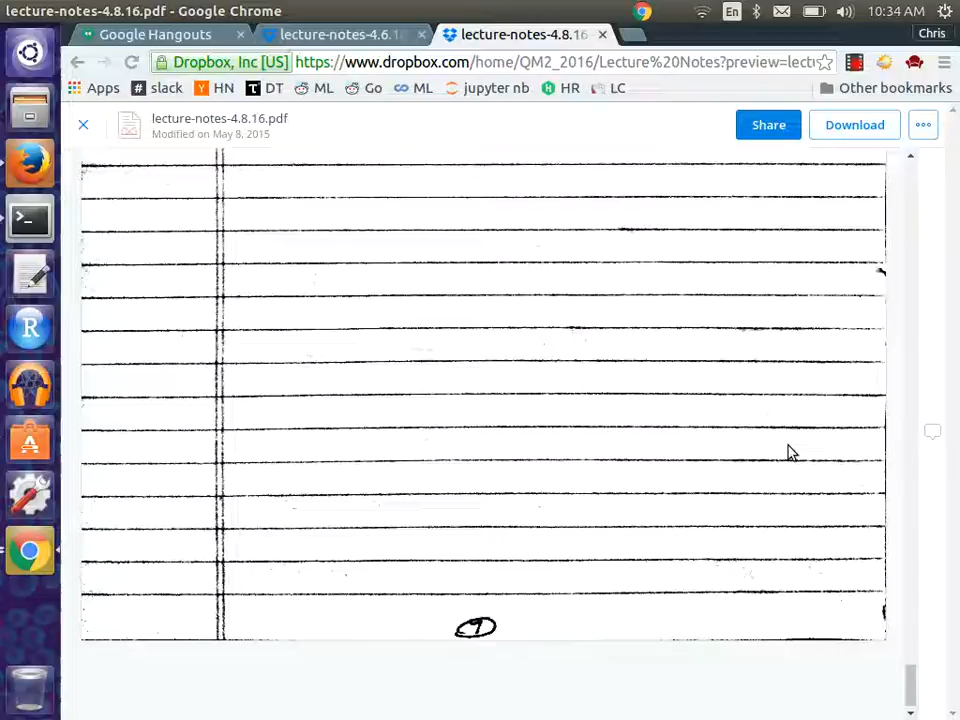 lecture-notes-4.8.16.pdf - Google Chrome
En
10:34 AM
Google Hangouts
lecture-notes-4.6.1
lecture-notes-4.8.16
Chris
Dropbox, Inc [US]
https://www.dropbox.com/home/QM2_2016/Lecture%20Notes?preview=lect
Apps
slack
HN
DT
ML
Go
ML
jupyter nb
HR
LC
Other bookmarks
lecture-notes-4.8.16.pdf
Modified on May 8, 2015
Share
Download
7